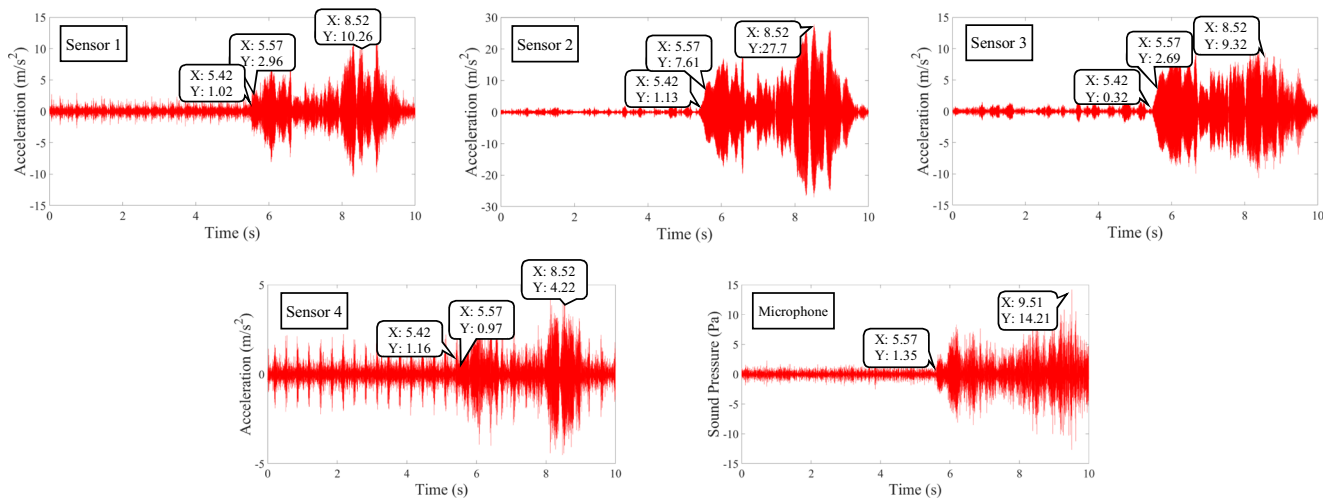 Sensor 1
X: 5.42
Y: 1.02
X: 5.57
Y: 2.96
X: 8.52
Y: 10.26
15
10
5
0
-5
-10
-15
0 2 4 6 8 10
Acceleration (m/s²)
Time (s)
Sensor 2
X: 5.42
Y: 1.13
X: 5.57
Y: 7.61
X: 8.52
Y:27.7
30
20
10
0
-10
-20
-30
0 2 4 6 8 10
Acceleration (m/s²)
Time (s)
Sensor 3
X: 5.42
Y: 0.32
X: 5.57
Y: 2.69
X: 8.52
Y: 9.32
15
10
5
0
-5
-10
-15
0 2 4 6 8 10
Acceleration (m/s²)
Time (s)
Sensor 4
X: 5.42
Y: 1.16
X: 5.57
Y: 0.97
X: 8.52
Y: 4.22
5
0
-5
0 2 4 6 8 10
Acceleration (m/s²)
Time (s)
Microphone
X: 5.57
Y: 1.35
X: 9.51
Y: 14.21
15
10
5
0
-5
-10
-15
0 2 4 6 8 10
Sound Pressure (Pa)
Time (s)